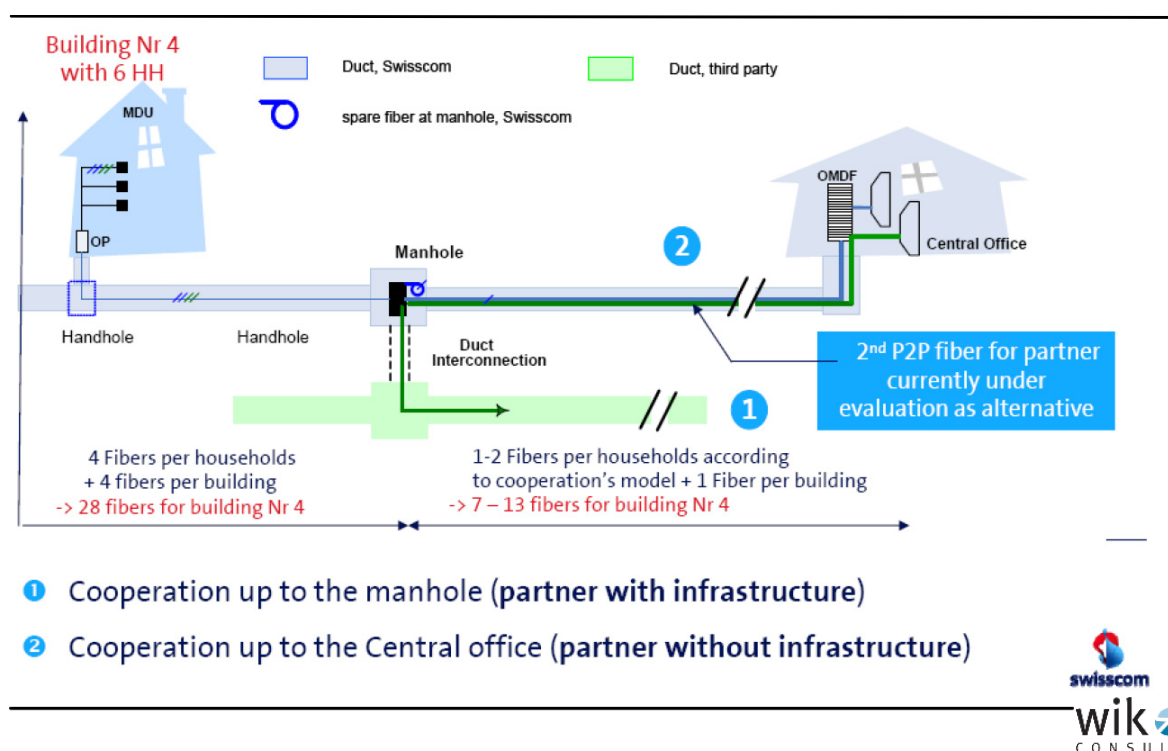 Building Nr 4
with 6 HH
Duct, Swisscom
Duct, third party
spare fiber at manhole, Swisscom
MDU
OP
OMDF
Central Office
Manhole
2
Handhole
Handhole
Duct
Interconnection
2nd P2P fiber for partner
currently under
evaluation as alternative
1
4 Fibers per households
+ 4 fibers per building
-> 28 fibers for building Nr 4
1-2 Fibers per households according
to cooperation's model + 1 Fiber per building
-> 7 – 13 fibers for building Nr 4
1 Cooperation up to the manhole (partner with infrastructure)
2 Cooperation up to the Central office (partner without infrastructure)
swisscom
wik
CONSUL